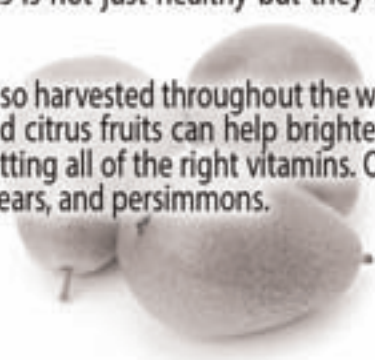 s is not just healthy but they
so harvested throughout the w
d citrus fruits can help brighte
tting all of the right vitamins.
ears, and persimmons.